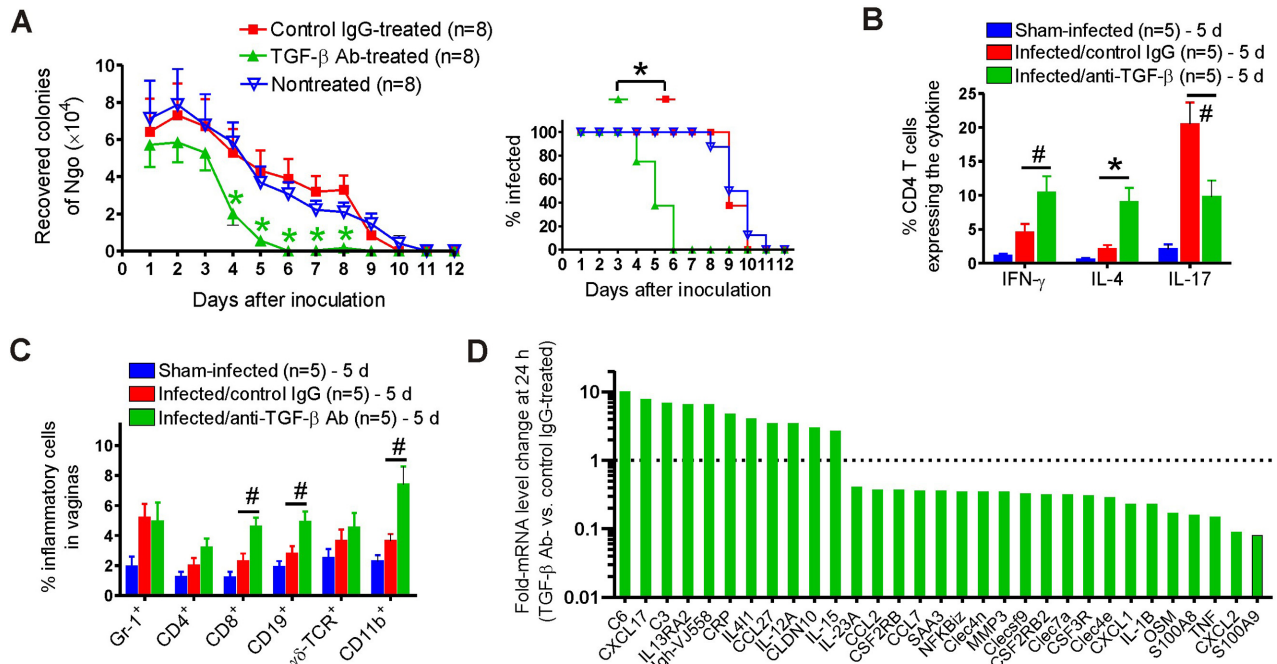 A
Control IgG-treated (n=8)
TGF-β Ab-treated (n=8)
Nontreated (n=8)
Recovered colonies
of Ngo (×10⁴)
10
8
6
4
2
0
0 1 2 3 4 5 6 7 8 9 10 11 12
Days after inoculation
* * * * *
*
% infected
100
80
60
40
20
0
0 1 2 3 4 5 6 7 8 9 10 11 12
Days after inoculation
B
Sham-infected (n=5) - 5 d
Infected/control IgG (n=5) - 5 d
Infected/anti-TGF-β (n=5) - 5 d
% CD4 T cells
expressing the cytokine
25
20
15
10
5
0
# * #
IFN-γ IL-4 IL-17
C
Sham-infected (n=5) - 5 d
Infected/control IgG (n=5) - 5 d
Infected/anti-TGF-β Ab (n=5) - 5 d
% inflammatory cells
in vaginas
10
8
6
4
2
0
# # #
Gr-1⁺ CD4⁺ CD8⁺ CD19⁺ γδ-TCR⁺ CD11b⁺
D
Fold-mRNA level change at 24 h
(TGF-β Ab- vs. control IgG-treated)
10
1
0.1
0.01
C6 CXCL17 C3 IL13RA2 Igh-VJ558 CRP IL4I1 CCL27 IL-12A CLDN10 IL-15 IL-23A CCL2 CSF2RB CCL7 SAA3 NFKBiz Clec4n MMP3 Clecsf9 CSF2RB2 Clec7a CSF3R Clec4e CXCL1 IL-1B OSM S100A8 TNF CXCL2 S100A9